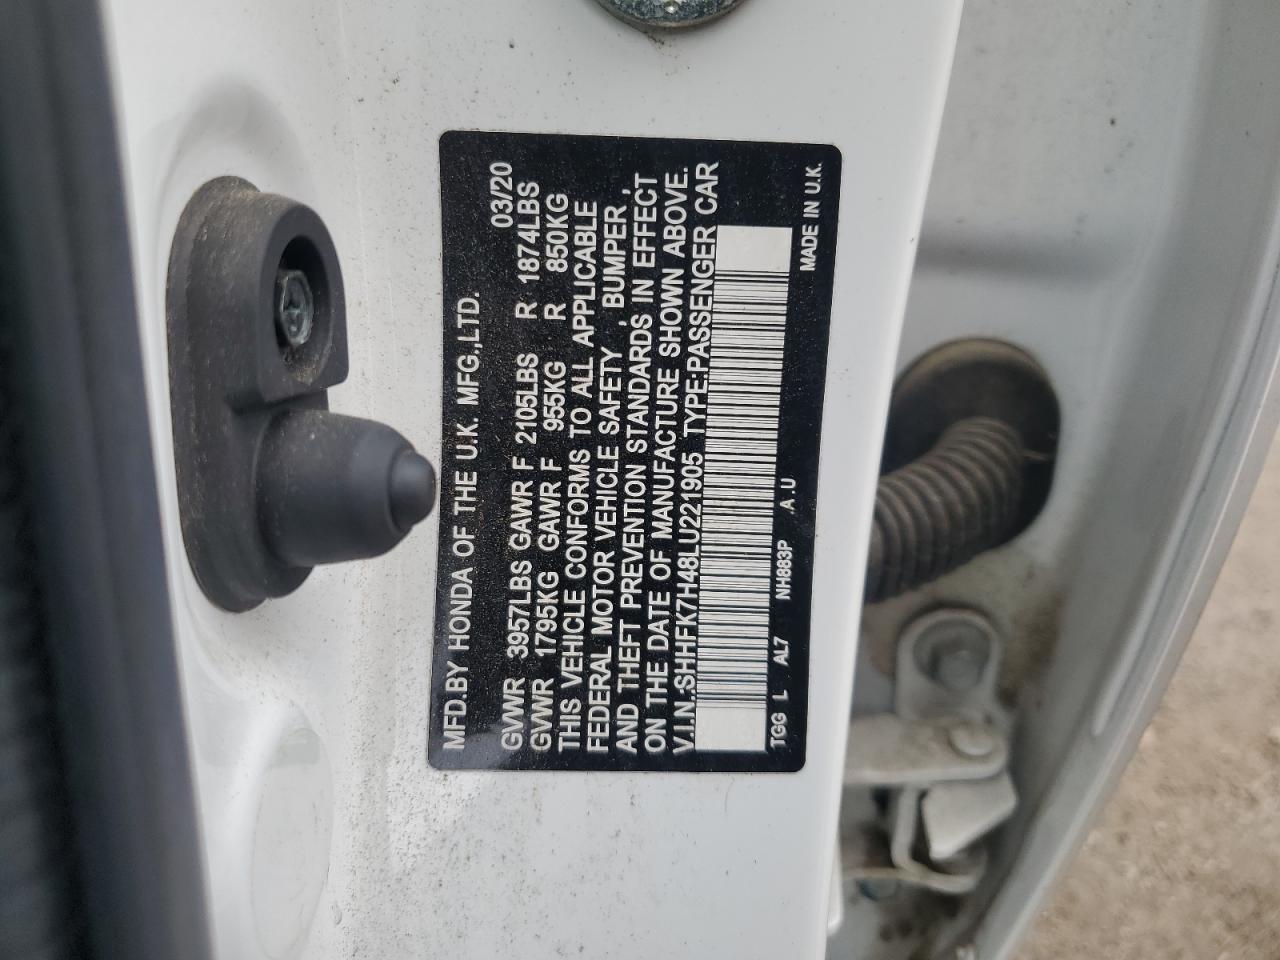 MFD.BY HONDA OF THE U.K. MFG.,LTD.
03/20
GVWR 3957LBS GAWR F 2105LBS R 1874LBS
GVWR 1795KG GAWR F 955KG R 850KG
THIS VEHICLE CONFORMS TO ALL APPLICABLE
FEDERAL MOTOR VEHICLE SAFETY , BUMPER ,
AND THEFT PREVENTION STANDARDS IN EFFECT
ON THE DATE OF MANUFACTURE SHOWN ABOVE.
V.I.N.:SHHFK7H48LU221905 TYPE:PASSENGER CAR
TGG L AL7 NH883P .A .U MADE IN U.K.